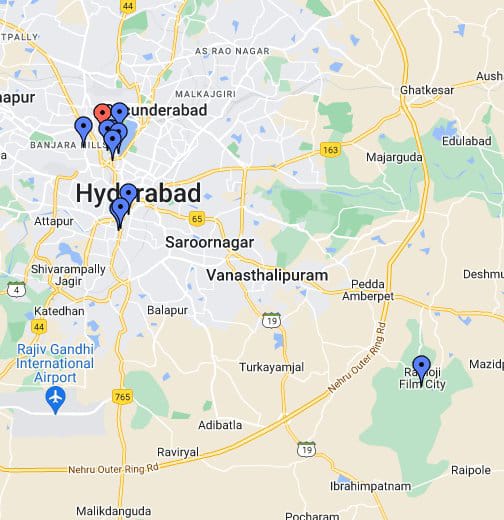 44
TPALLY
AS RAO NAGAR
Aush
apur
MALKAJGIRI
Ghatkesar
cunderabad
BANJARA HILLS
163
Edulabad
Majarguda
Hyderabad
Attapur
65
Saroornagar
Shivarampally
Jagir
Vanasthalipuram
Deshmu
4
Pedda
Amberpet
Katedhan
Balapur
44
19
Nehru Outer Ring Rd
Rajiv Gandhi
International
Airport
Turkayamjal
Ramoji
Film City
Mazidp
765
Adibatla
Raviryal
19
Nehru Outer Ring Rd
Raipole
Ibrahimpatnam
Malikdanguda
Pocharam